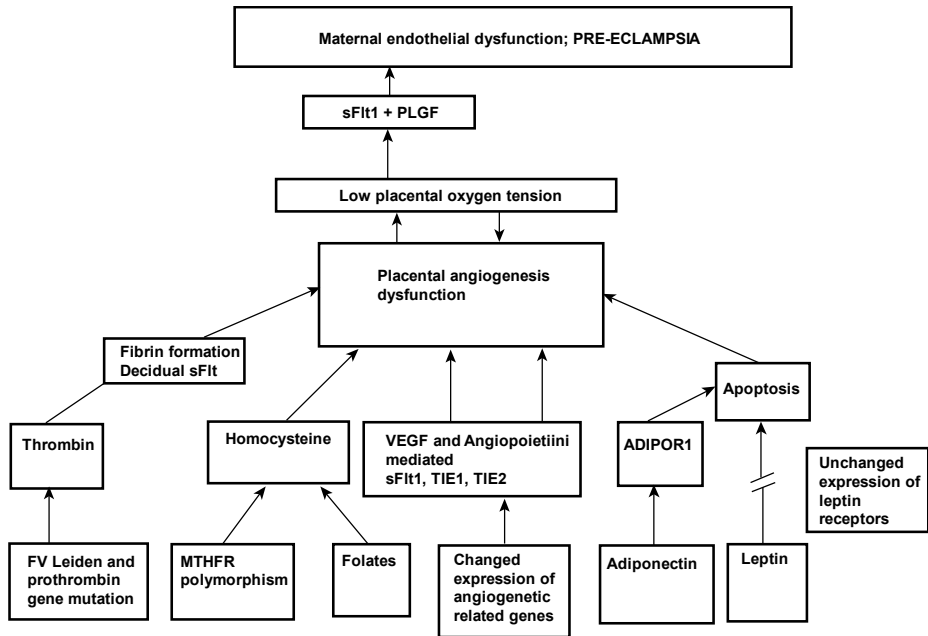 Maternal endothelial dysfunction; PRE-ECLAMPSIA
sFlt1 + PLGF
Low placental oxygen tension
Placental angiogenesis
dysfunction
Fibrin formation
Decidual sFlt
Apoptosis
Thrombin
Homocysteine
VEGF and Angiopoietiini
mediated
sFlt1, TIE1, TIE2
ADIPOR1
Unchanged
expression of
leptin
receptors
FV Leiden and
prothrombin
gene mutation
MTHFR
polymorphism
Folates
Changed
expression of
angiogenetic
related genes
Adiponectin
Leptin